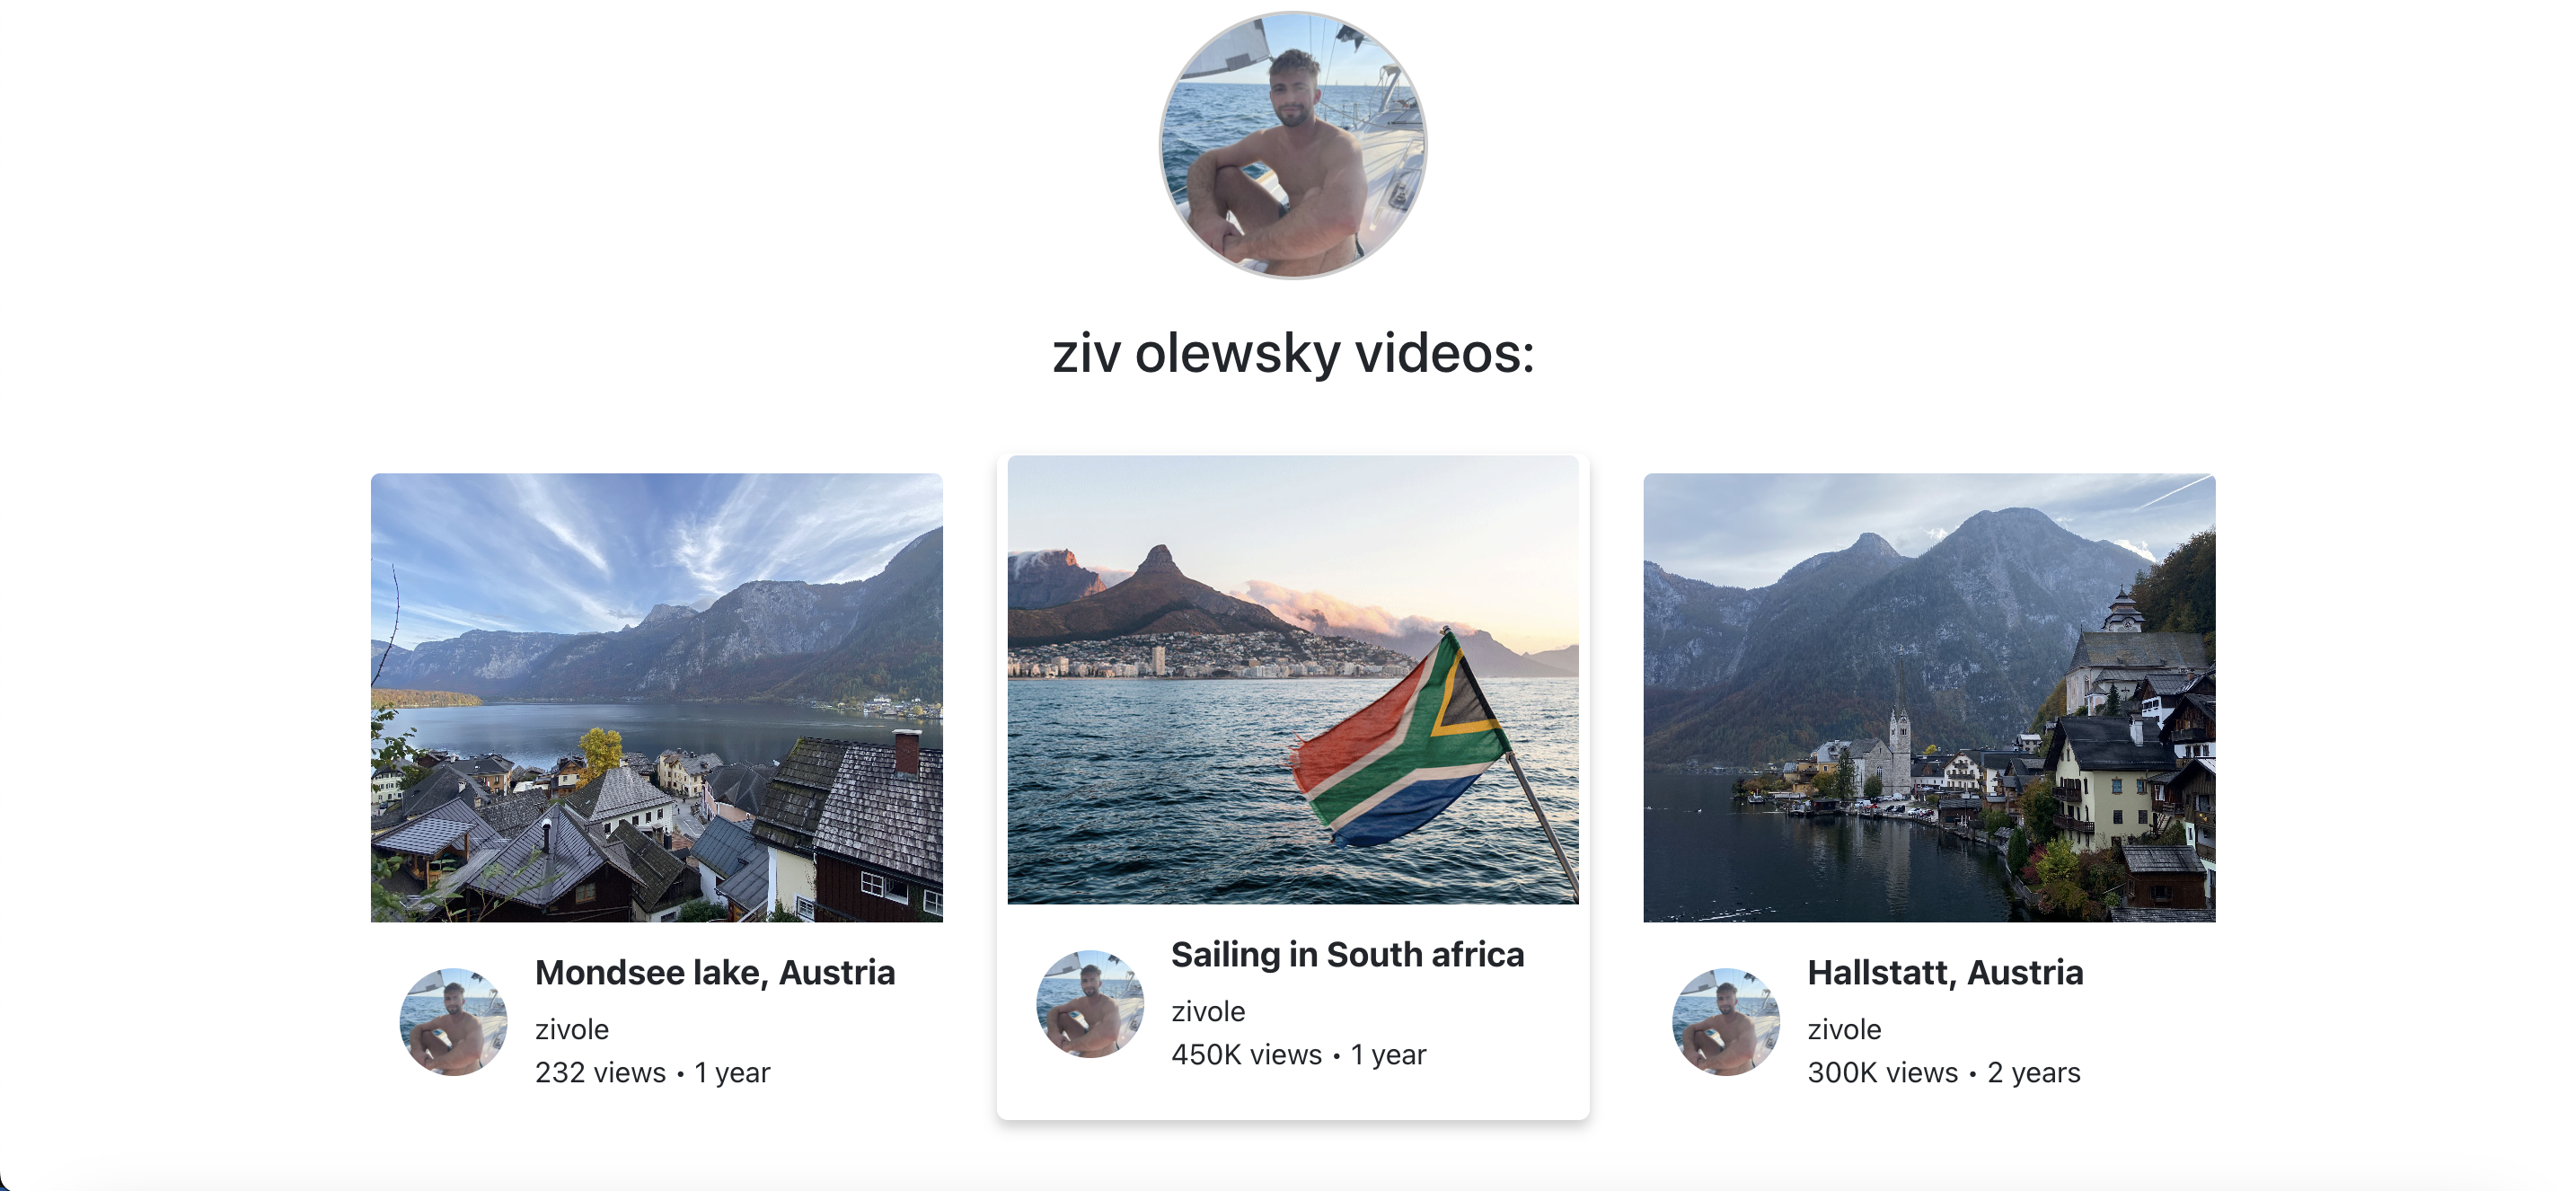 ziv olewsky videos:
Mondsee lake, Austria
zivole
232 views • 1 year
Sailing in South africa
zivole
450K views • 1 year
Hallstatt, Austria
zivole
300K views • 2 years